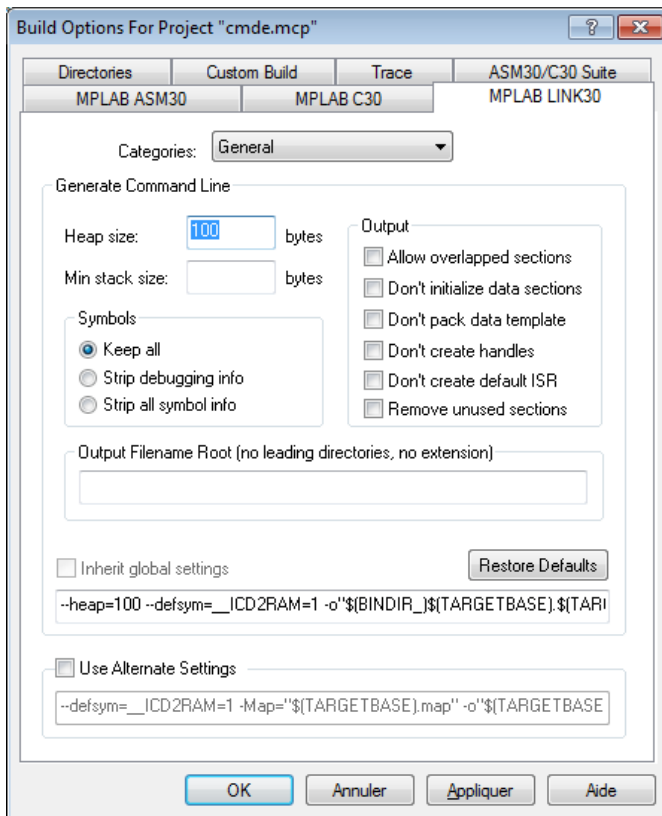 Build Options For Project "cmde.mcp"
Directories Custom Build Trace ASM30/C30 Suite
MPLAB ASM30 MPLAB C30 MPLAB LINK30
Categories: General
Generate Command Line
Heap size: 100 bytes
Min stack size: bytes
Symbols
Keep all
Strip debugging info
Strip all symbol info
Output
Allow overlapped sections
Don't initialize data sections
Don't pack data template
Don't create handles
Don't create default ISR
Remove unused sections
Output Filename Root (no leading directories, no extension)
Inherit global settings
Restore Defaults
--heap=100 --defsym=__ICD2RAM=1 -o"$(BINDIR_)$(TARGETBASE).$(TAR
Use Alternate Settings
--defsym=__ICD2RAM=1 -Map="$(TARGETBASE).map" -o"$(TARGETBASE
OK Annuler Appliquer Aide